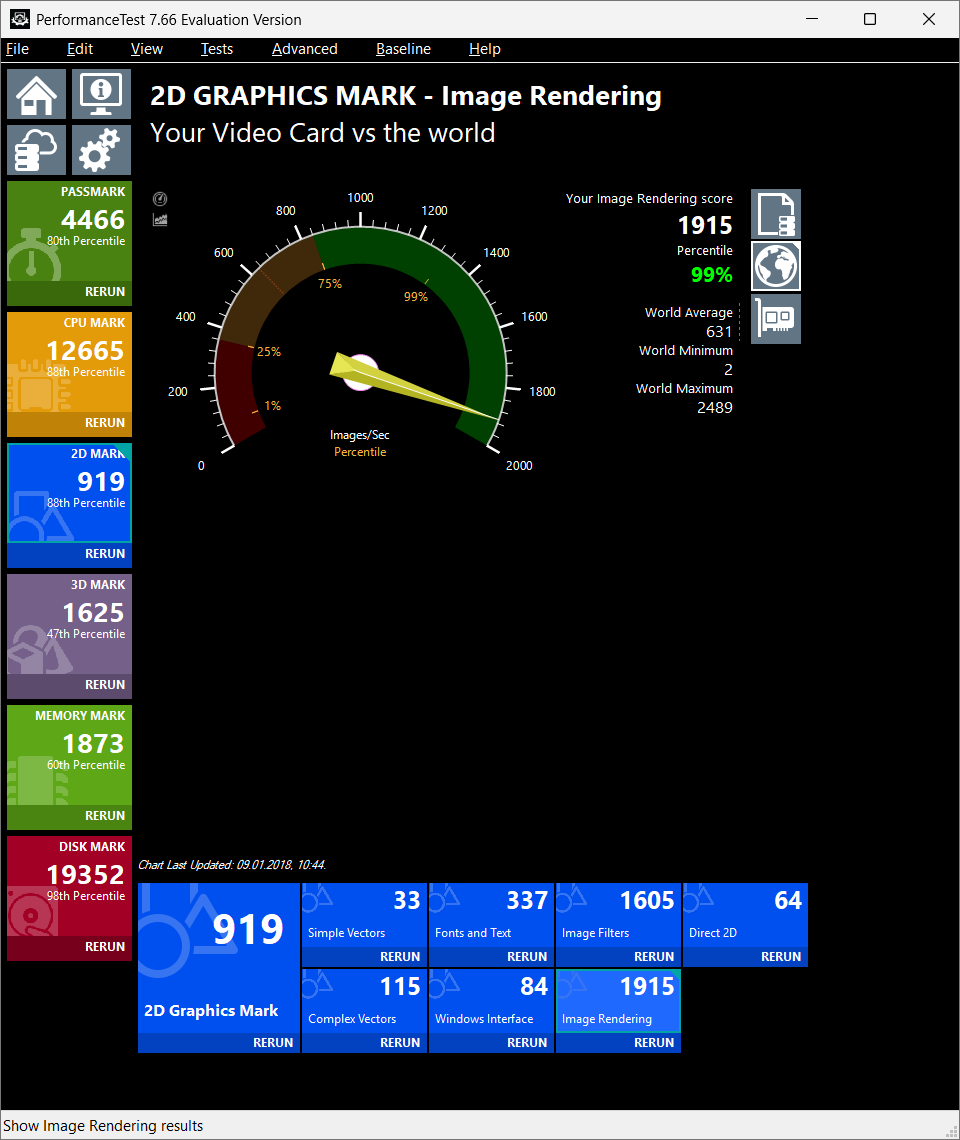 PerformanceTest 7.66 Evaluation Version
File Edit View Tests Advanced Baseline Help
2D GRAPHICS MARK - Image Rendering
Your Video Card vs the world
PASSMARK
4466
80th Percentile
RERUN
CPU MARK
12665
88th Percentile
RERUN
2D MARK
919
88th Percentile
RERUN
3D MARK
1625
47th Percentile
RERUN
MEMORY MARK
1873
60th Percentile
RERUN
DISK MARK
19352
98th Percentile
RERUN
0
200
400
600
800
1000
1200
1400
1600
1800
2000
1%
25%
75%
99%
Images/Sec
Percentile
Your Image Rendering score
1915
Percentile
99%
World Average
631
World Minimum
2
World Maximum
2489
Chart Last Updated: 09.01.2018, 10:44.
919
2D Graphics Mark
RERUN
33
Simple Vectors
RERUN
337
Fonts and Text
RERUN
1605
Image Filters
RERUN
64
Direct 2D
RERUN
115
Complex Vectors
RERUN
84
Windows Interface
RERUN
1915
Image Rendering
RERUN
Show Image Rendering results